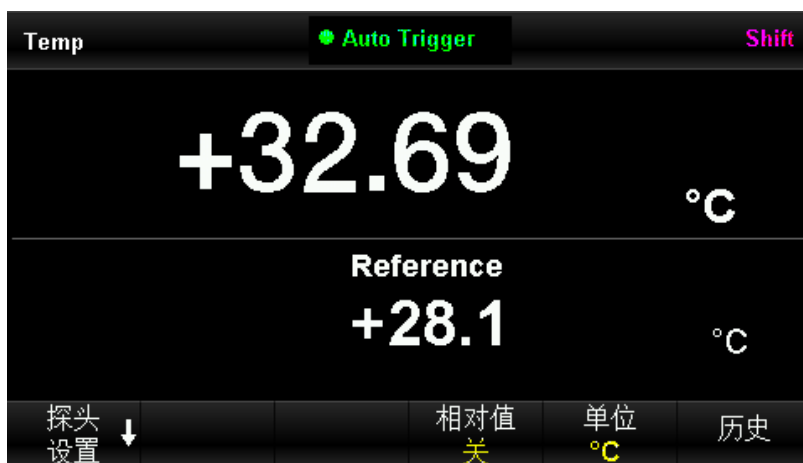 Temp ● Auto Trigger Shift
+32.69 °C
Reference
+28.1 °C
探头 相对值 单位 历史
设置 关 °C